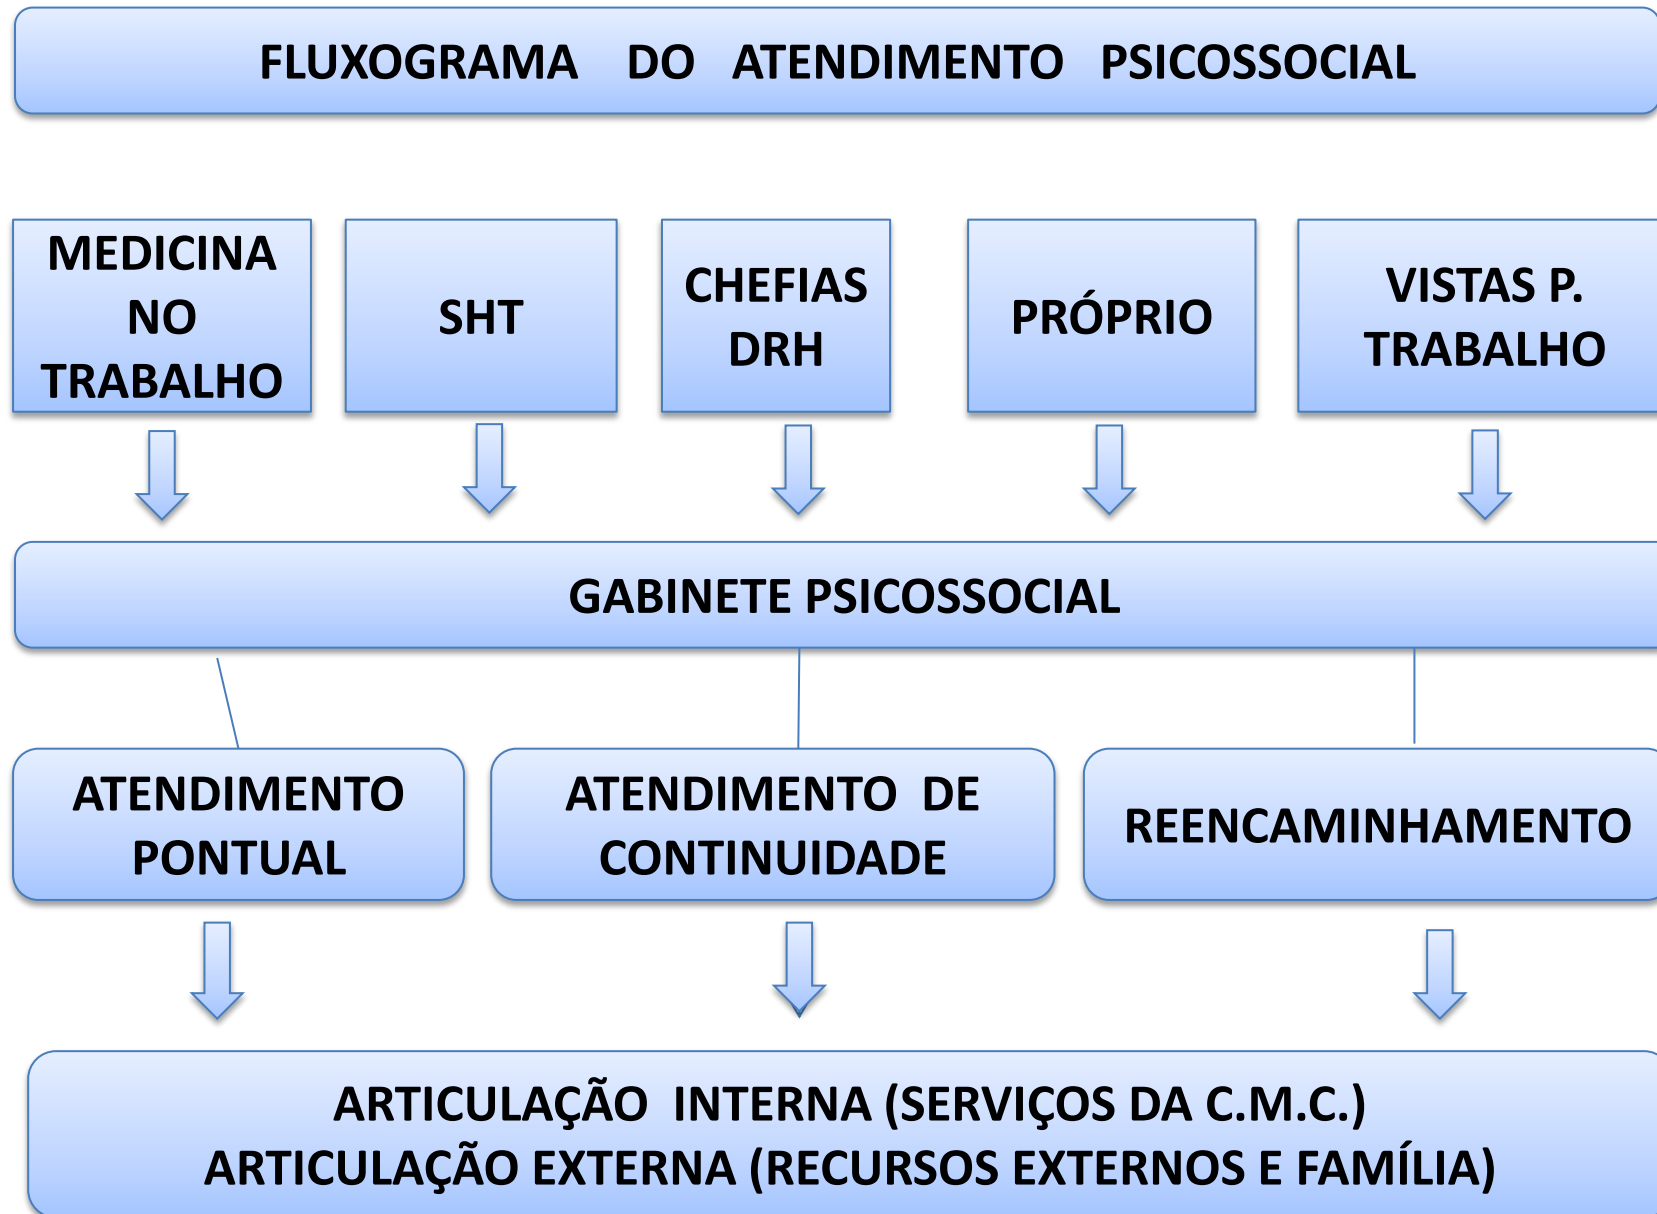 FLUXOGRAMA DO ATENDIMENTO PSICOSSOCIAL
MEDICINA
NO
TRABALHO
SHT
CHEFIAS
DRH
PRÓPRIO
VISTAS P.
TRABALHO
GABINETE PSICOSSOCIAL
ATENDIMENTO
PONTUAL
ATENDIMENTO DE
CONTINUIDADE
REENCAMINHAMENTO
ARTICULAÇÃO INTERNA (SERVIÇOS DA C.M.C.)
ARTICULAÇÃO EXTERNA (RECURSOS EXTERNOS E FAMÍLIA)